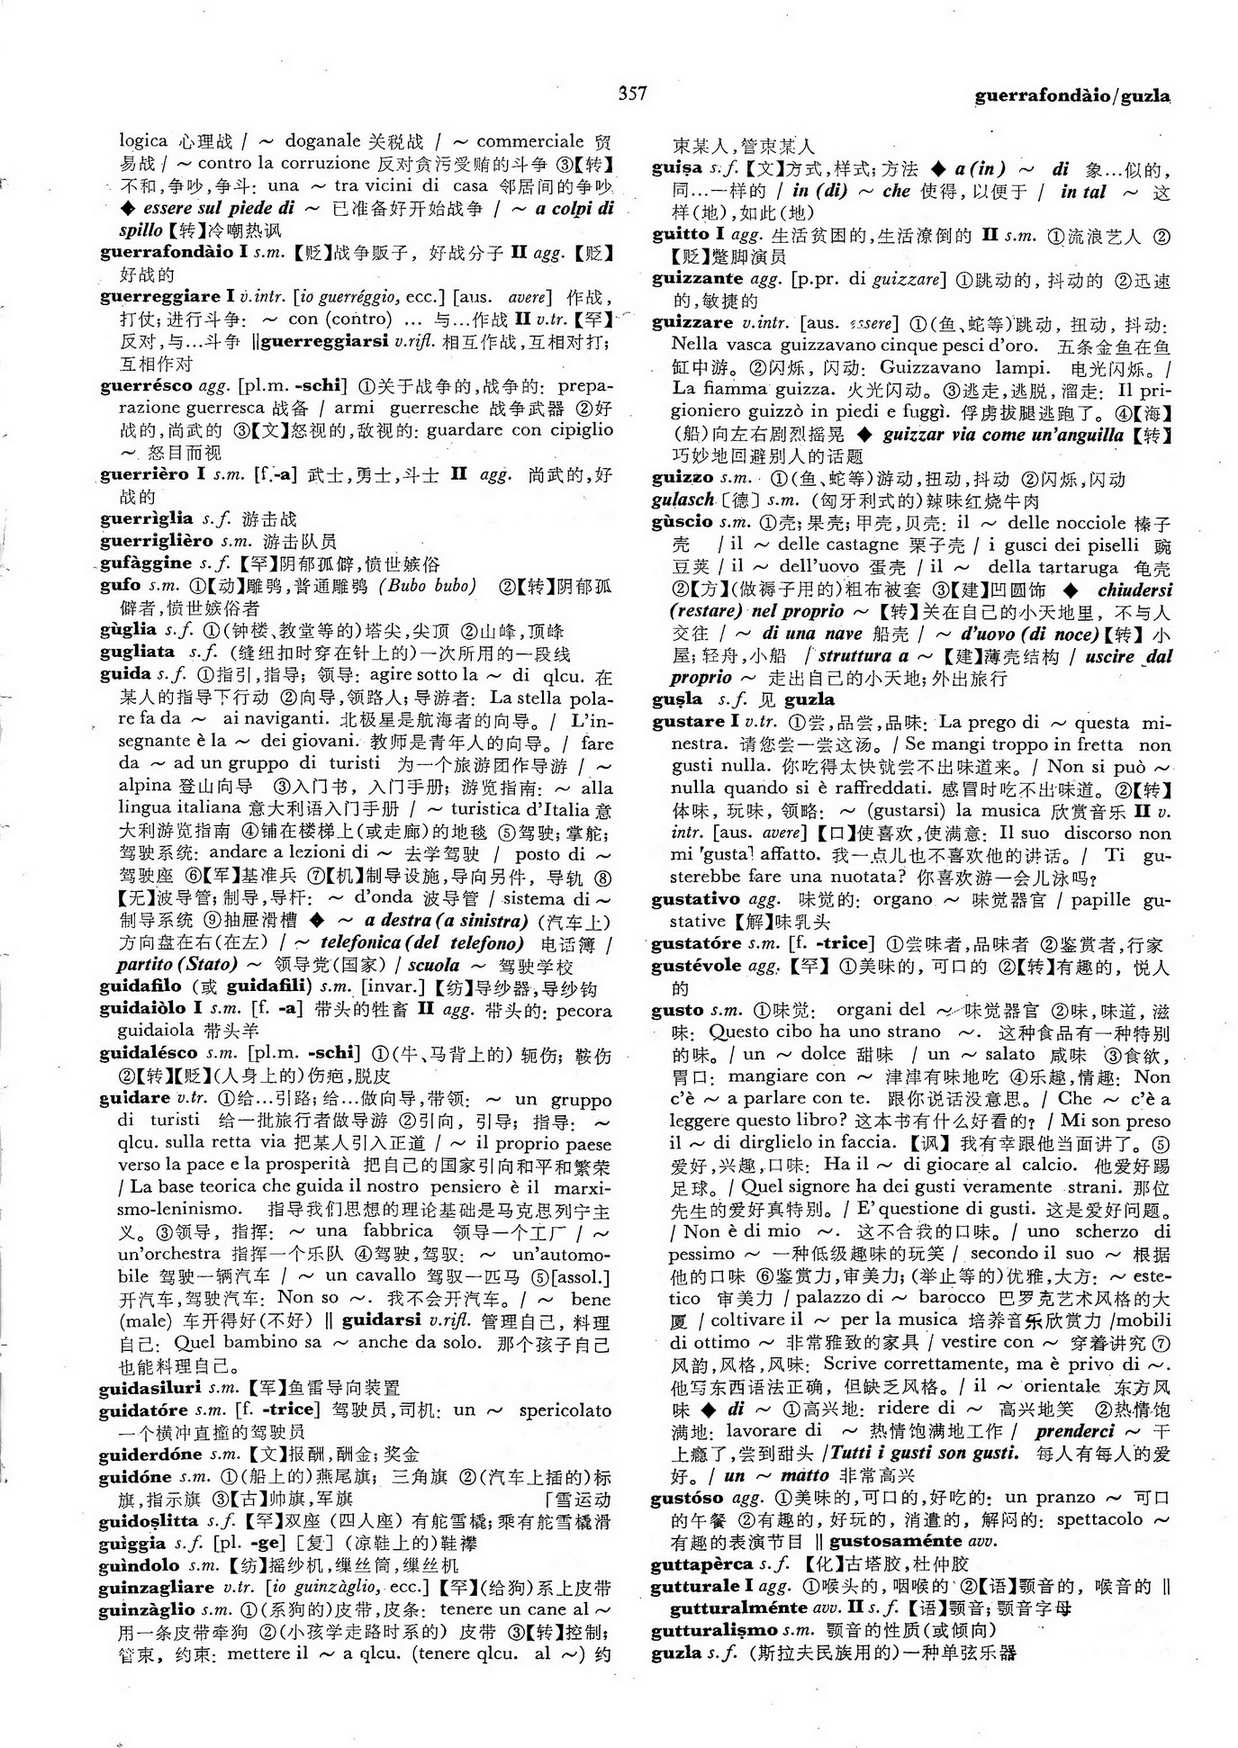 357
guerrafondàio/guzla
logica 心理战 / ~ doganale 关税战 / ~ commerciale 贸
易战 / ~ contro la corruzione 反对贪污受贿的斗争 ③【转】
不和,争吵,争斗: una ~ tra vicini di casa 邻居间的争吵
◆ essere sul piede di ~ 已准备好开始战争 / ~ a colpi di
spillo【转】冷嘲热讽
guerrafondàio I s.m. 【贬】战争贩子, 好战分子 II agg. 【贬】
好战的
guerreggiare I v.intr. [io guerréggio, ecc.] [aus. avere] 作战,
打仗; 进行斗争: ~ con (contro) … 与…作战 II v.tr.【罕】
反对,与…斗争 ‖guerreggiarsi v.rifl. 相互作战,互相对打;
互相作对
guerrésco agg. [pl.m. -schi] ①关于战争的,战争的: prepa-
razione guerresca 战备 / armi guerresche 战争武器 ②好
战的,尚武的 ③【文】怒视的,敌视的: guardare con cipiglio
~ 怒目而视
guerrièro I s.m. [f.-a] 武士,勇士,斗士 II agg. 尚武的,好
战的
guerrìglia s.f. 游击战
guerriglièro s.m. 游击队员
gufàggine s.f. 【罕】阴郁孤僻,愤世嫉俗
gufo s.m. ①【动】雕鸮,普通雕鸮 (Bubo bubo) ②【转】阴郁孤
僻者,愤世嫉俗者
gùglia s.f. ①(钟楼、教堂等的)塔尖,尖顶 ②山峰,顶峰
gugliata s.f. (缝纫扣时穿在针上的)一次所用的一段线
guida s.f. ①指引,指导; 领导: agire sotto la ~ di qlcu. 在
某人的指导下行动 ②向导,领路人; 导游者: La stella pola-
re fa da ~ ai naviganti. 北极星是航海者的向导。/ L'in-
segnante è la ~ dei giovani. 教师是青年人的向导。/ fare
da ~ ad un gruppo di turisti 为一个旅游团作导游 / ~
alpina 登山向导 ③入门书, 入门手册; 游览指南: ~ alla
lingua italiana 意大利语入门手册 / ~ turistica d'Italia 意
大利游览指南 ④铺在楼梯上(或走廊)的地毯 ⑤驾驶; 掌舵;
驾驶系统: andare a lezioni di ~ 去学驾驶 / posto di ~
驾驶座 ⑥【军】基准兵 ⑦【机】制导设施,导向另件, 导轨 ⑧
【无】波导管; 制导,导杆: ~ d'onda 波导管 / sistema di ~
制导系统 ⑨抽屉滑槽 ◆ ~ a destra (a sinistra) (汽车上)
方向盘在右(在左) / ~ telefonica (del telefono) 电话簿 /
partito (Stato) ~ 领导党(国家) / scuola ~ 驾驶学校
guidafilo (或 guidafili) s.m. [invar.] 【纺】导纱器,导纱钩
guidaiòlo I s.m. [f. -a] 带头的牲畜 II agg. 带头的: pecora
guidaiola 带头羊
guidalésco s.m. [pl.m. -schi] ①(牛、马背上的) 轭伤; 鞍伤
②【转】【贬】(人身上的)伤疤,脱皮
guidare v.tr. ①给…引路; 给…做向导,带领: ~ un gruppo
di turisti 给一批旅行者做导游 ②引向, 引导; 指导: ~
qlcu. sulla retta via 把某人引入正道 / ~ il proprio paese
verso la pace e la prosperità 把自己的国家引向和平和繁荣
/ La base teorica che guida il nostro pensiero è il marxi-
smo-leninismo. 指导我们思想的理论基础是马克思列宁主
义。③领导, 指挥: ~ una fabbrica 领导一个工厂 / ~
un'orchestra 指挥一个乐队 ④驾驶,驾驭: ~ un'automo-
bile 驾驶一辆汽车 / ~ un cavallo 驾驭一匹马 ⑤[assol.]
开汽车,驾驶汽车: Non so ~. 我不会开汽车。/ ~ bene
(male) 车开得好(不好) ‖ guidarsi v.rifl. 管理自己, 料理
自己: Quel bambino sa ~ anche da solo. 那个孩子自己
也能料理自己。
guidasiluri s.m. 【军】鱼雷导向装置
guidatóre s.m. [f. -trice] 驾驶员,司机: un ~ spericolato
一个横冲直撞的驾驶员
guiderdóne s.m. 【文】报酬,酬金; 奖金
guidóne s.m. ①(船上的)燕尾旗; 三角旗 ②(汽车上插的)标
旗,指示旗 ③【古】帅旗,军旗 「雪运动
guidoṣlitta s.f. 【罕】双座 (四人座) 有舵雪橇; 乘有舵雪橇滑
guìggia s.f. [pl. -ge] [复] (凉鞋上的)鞋襻
guìndolo s.m. 【纺】摇纱机,缫丝筒,缫丝机
guinzagliare v.tr. [io guinzàglio, ecc.] 【罕】(给狗)系上皮带
guinzàglio s.m. ①(系狗的)皮带,皮条: tenere un cane al ~
用一条皮带牵狗 ②(小孩学走路时系的) 皮带 ③【转】控制;
管束, 约束: mettere il ~ a qlcu. (tenere qlcu. al ~) 约
束某人,管束某人
guiṣa s.f.【文】方式,样式; 方法 ◆ a (in) ~ di 象…似的,
同…一样的 / in (di) ~ che 使得,以便于 / in tal ~ 这
样(地),如此(地)
guitto I agg. 生活贫困的,生活潦倒的 II s.m. ①流浪艺人 ②
【贬】蹩脚演员
guizzante agg. [p.pr. di guizzare] ①跳动的, 抖动的 ②迅速
的,敏捷的
guizzare v.intr. [aus. essere] ①(鱼、蛇等)跳动, 扭动, 抖动:
Nella vasca guizzavano cinque pesci d'oro. 五条金鱼在鱼
缸中游。②闪烁, 闪动: Guizzavano lampi. 电光闪烁。/
La fiamma guizza. 火光闪动。③逃走,逃脱, 溜走: Il pri-
gioniero guizzò in piedi e fuggì. 俘虏拔腿逃跑了。④【海】
(船)向左右剧烈摇晃 ◆ guizzar via come un'anguilla【转】
巧妙地回避别人的话题
guizzo s.m. ①(鱼、蛇等)游动,扭动,抖动 ②闪烁,闪动
gulasch〔德〕s.m. (匈牙利式的)辣味红烧牛肉
gùscio s.m. ①壳; 果壳; 甲壳,贝壳: il ~ delle nocciole 榛子
壳 / il ~ delle castagne 栗子壳 / i gusci dei piselli 豌
豆荚 / il ~ dell'uovo 蛋壳 / il ~ della tartaruga 龟壳
②【方】(做褥子用的)粗布被套 ③【建】凹圆饰 ◆ chiudersi
(restare) nel proprio ~ 【转】关在自己的小天地里, 不与人
交往 / ~ di una nave 船壳 / ~ d'uovo (di noce)【转】小
屋; 轻舟,小船 / struttura a ~ 【建】薄壳结构 / uscire dal
proprio ~ 走出自己的小天地; 外出旅行
guṣla s.f. 见 guzla
gustare I v.tr. ①尝,品尝,品味: La prego di ~ questa mi-
nestra. 请您尝一尝这汤。/ Se mangi troppo in fretta non
gusti nulla. 你吃得太快就尝不出味道来。/ Non si può ~
nulla quando si è raffreddati. 感冒时吃不出味道。②【转】
体味, 玩味, 领略: ~ (gustarsi) la musica 欣赏音乐 II v.
intr. [aus. avere] 【口】使喜欢,使满意: Il suo discorso non
mi gusta affatto. 我一点儿也不喜欢他的讲话。/ Ti gu-
sterebbe fare una nuotata? 你喜欢游一会儿泳吗?
gustativo agg. 味觉的: organo ~ 味觉器官 / papille gu-
stative 【解】味乳头
gustatóre s.m. [f. -trice] ①尝味者,品味者 ②鉴赏者,行家
gustévole agg. 【罕】①美味的, 可口的 ②【转】有趣的, 悦人
的
gusto s.m. ①味觉: organi del ~ 味觉器官 ②味,味道, 滋
味: Questo cibo ha uno strano ~. 这种食品有一种特别
的味。/ un ~ dolce 甜味 / un ~ salato 咸味 ③食欲,
胃口: mangiare con ~ 津津有味地吃 ④乐趣,情趣: Non
c'è ~ a parlare con te. 跟你说话没意思。/ Che ~ c'è a
leggere questo libro? 这本书有什么好看的? / Mi son preso
il ~ di dirglielo in faccia. 【讽】我有幸跟他当面讲了。⑤
爱好,兴趣,口味: Ha il ~ di giocare al calcio. 他爱好踢
足球。/ Quel signore ha dei gusti veramente strani. 那位
先生的爱好真特别。/ E' questione di gusti. 这是爱好问题。
/ Non è di mio ~. 这不合我的口味。/ uno scherzo di
pessimo ~ 一种低级趣味的玩笑 / secondo il suo ~ 根据
他的口味 ⑥鉴赏力,审美力; (举止等的)优雅,大方: ~ este-
tico 审美力 / palazzo di ~ barocco 巴罗克艺术风格的大
厦 / coltivare il ~ per la musica 培养音乐欣赏力 /mobili
di ottimo ~ 非常雅致的家具 / vestire con ~ 穿着讲究 ⑦
风韵,风格,风味: Scrive correttamente, ma è privo di ~.
他写东西语法正确, 但缺乏风格。/ il ~ orientale 东方风
味 ◆ di ~ ①高兴地: ridere di ~ 高兴地笑 ②热情饱
满地: lavorare di ~ 热情饱满地工作 / prenderci ~ 干
上瘾了,尝到甜头 /Tutti i gusti son gusti. 每人有每人的爱
好。/ un ~ matto 非常高兴
gustóso agg. ①美味的,可口的,好吃的: un pranzo ~ 可口
的午餐 ②有趣的, 好玩的, 消遣的, 解闷的: spettacolo ~
有趣的表演节目 ‖ gustosaménte avv.
guttapèrca s.f. 【化】古塔胶,杜仲胶
gutturale I agg. ①喉头的,咽喉的 ②【语】颚音的, 喉音的 ‖
gutturalménte avv. II s.f. 【语】颚音; 颚音字母
gutturaliṣmo s.m. 颚音的性质(或倾向)
guzla s.f. (斯拉夫民族用的)一种单弦乐器